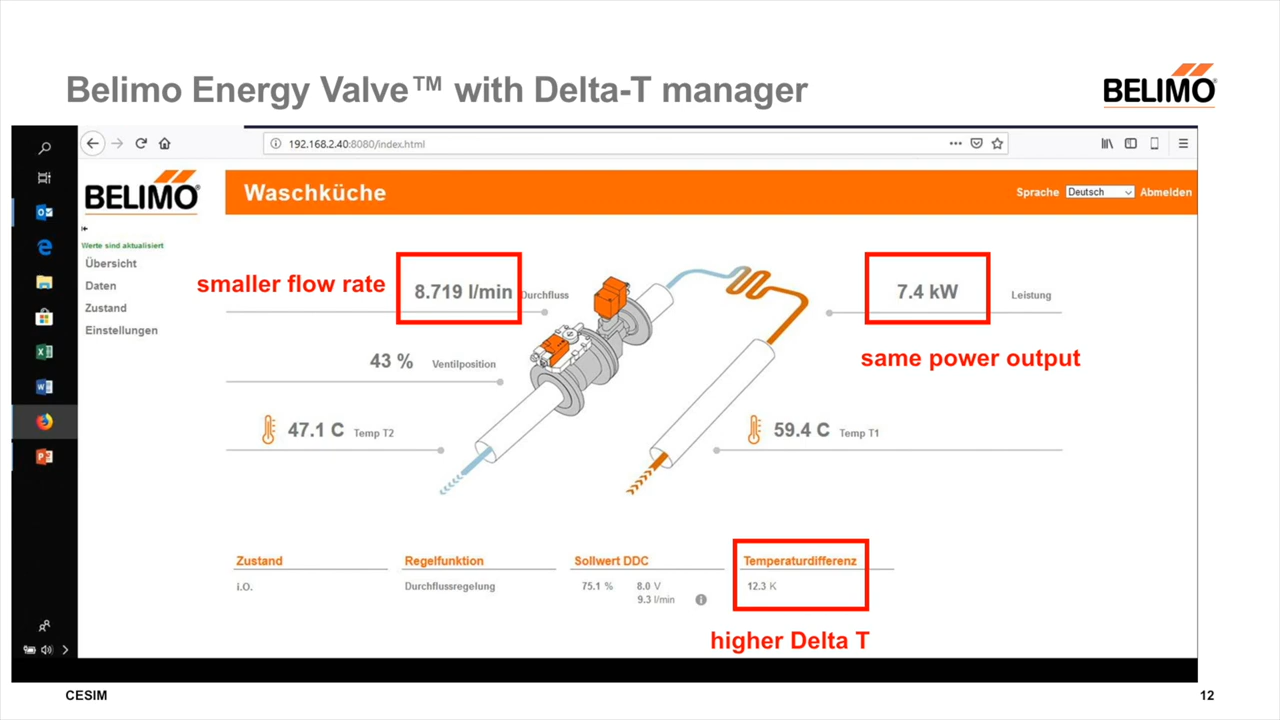 Belimo Energy Valve™ with Delta-T manager
BELIMO®
192.168.2.40:8080/index.html
BELIMO®
Waschküche
Sprache Deutsch Abmelden
Werte sind aktualisiert
Übersicht
Daten
Zustand
Einstellungen
smaller flow rate
8.719 l/min Durchfluss
7.4 kW Leistung
same power output
43 % Ventilposition
47.1 C Temp T2
59.4 C Temp T1
Zustand Regelfunktion Sollwert DDC Temperaturdifferenz
i.O. Durchflussregelung 75.1 % 8.0 V 12.3 K
9.3 l/min
higher Delta T
CESIM
12